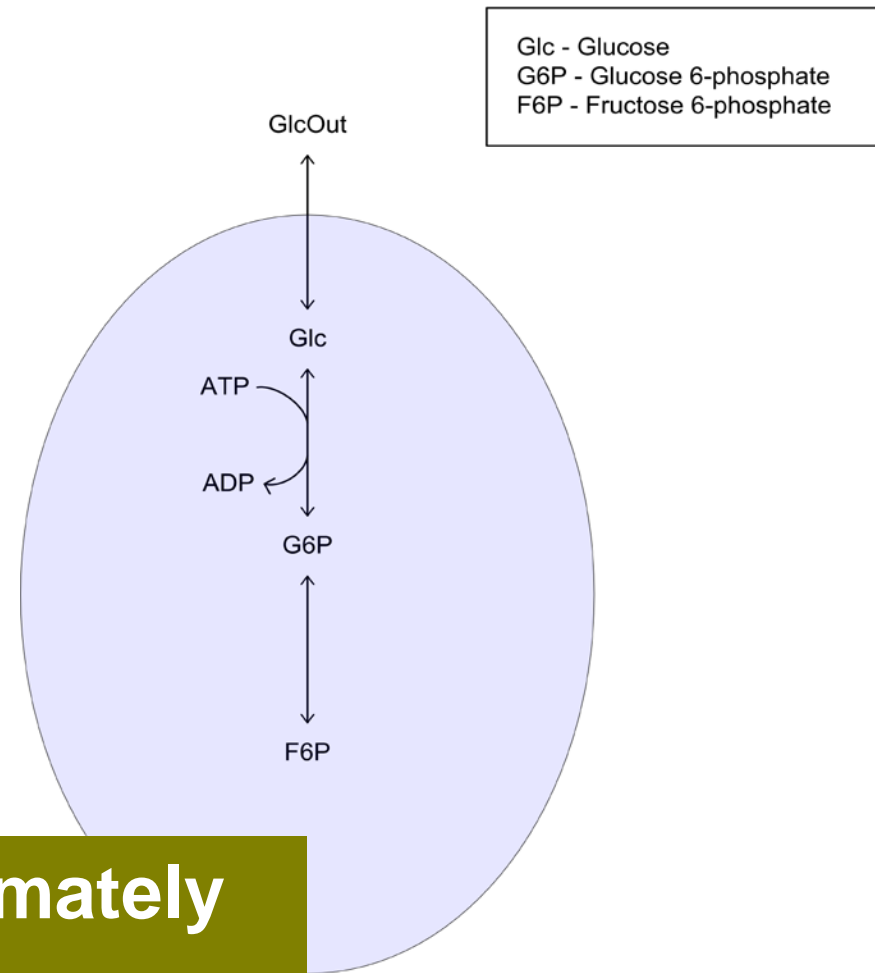 Glc - Glucose
G6P - Glucose 6-phosphate
F6P - Fructose 6-phosphate
GlcOut
Glc
ATP
ADP
G6P
F6P
mately